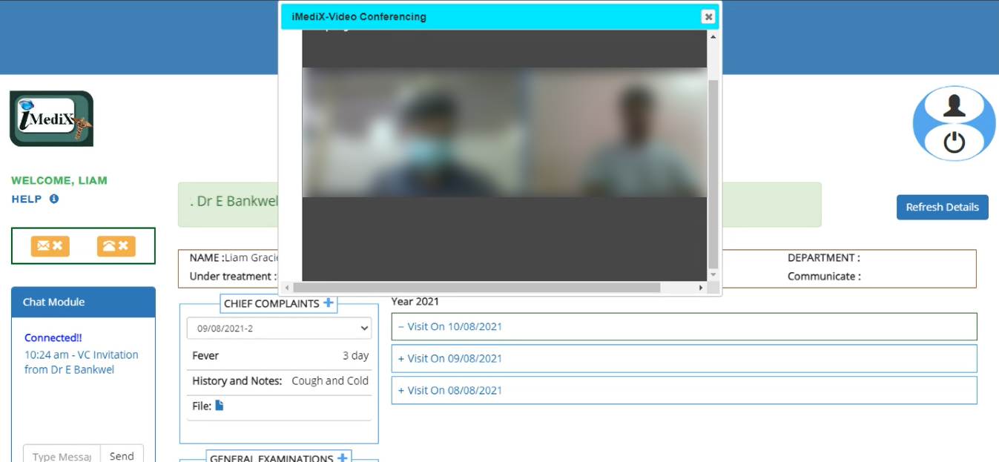 iMediX-Video Conferencing
iMediX
WELCOME, LIAM
HELP
. Dr E Bankwel
Refresh Details
NAME :Liam Gracie
DEPARTMENT :
Under treatment :
Communicate :
Chat Module
Connected!!
10:24 am - VC Invitation
from Dr E Bankwel
Type Messag
Send
CHIEF COMPLAINTS +
09/08/2021-2
Fever 3 day
History and Notes: Cough and Cold
File:
GENERAL EXAMINATIONS +
Year 2021
− Visit On 10/08/2021
+ Visit On 09/08/2021
+ Visit On 08/08/2021